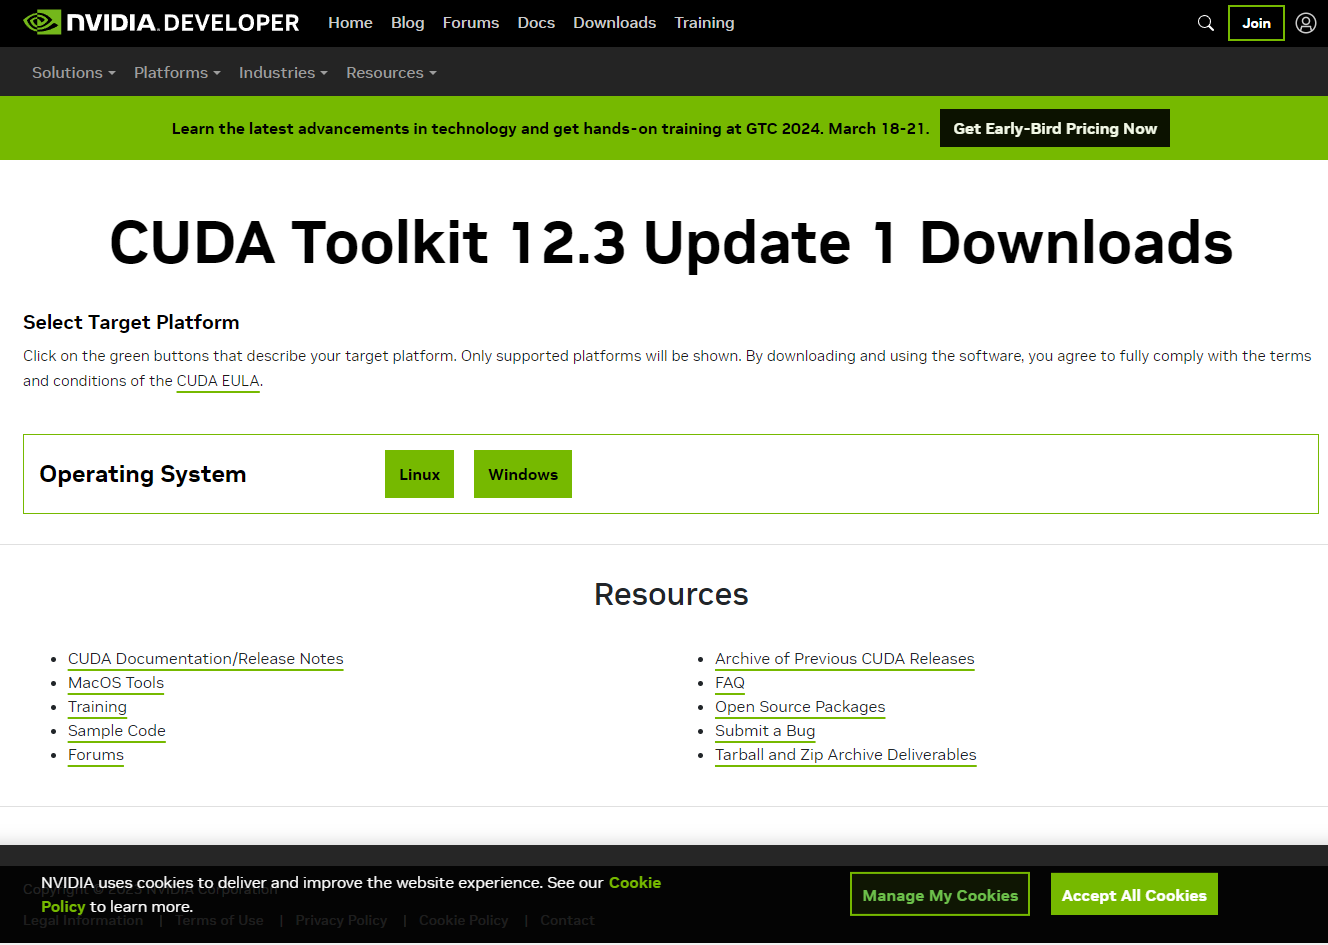 NVIDIA. DEVELOPER Home Blog Forums Docs Downloads Training Join
Solutions Platforms Industries Resources
Learn the latest advancements in technology and get hands-on training at GTC 2024. March 18-21. Get Early-Bird Pricing Now
CUDA Toolkit 12.3 Update 1 Downloads
Select Target Platform
Click on the green buttons that describe your target platform. Only supported platforms will be shown. By downloading and using the software, you agree to fully comply with the terms
and conditions of the CUDA EULA.
Operating System Linux Windows
Resources
CUDA Documentation/Release Notes
MacOS Tools
Training
Sample Code
Forums
Archive of Previous CUDA Releases
FAQ
Open Source Packages
Submit a Bug
Tarball and Zip Archive Deliverables
Copyright © 2023 NVIDIA Corporation
NVIDIA uses cookies to deliver and improve the website experience. See our Cookie
Policy to learn more.
Manage My Cookies Accept All Cookies
Legal Information | Terms of Use | Privacy Policy | Cookie Policy | Contact